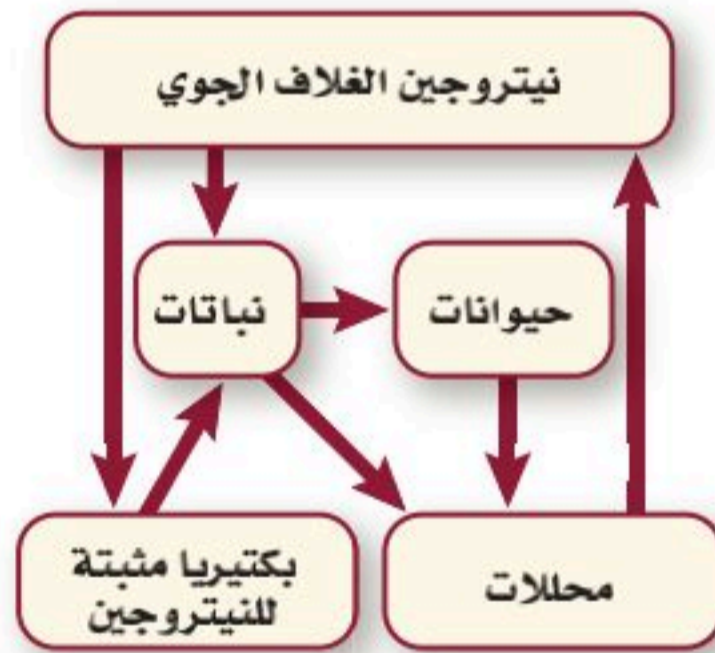 نيتروجين الغلاف الجوي
حيوانات
نباتات
محللات
بكتيريا مثبتة
للنيتروجين